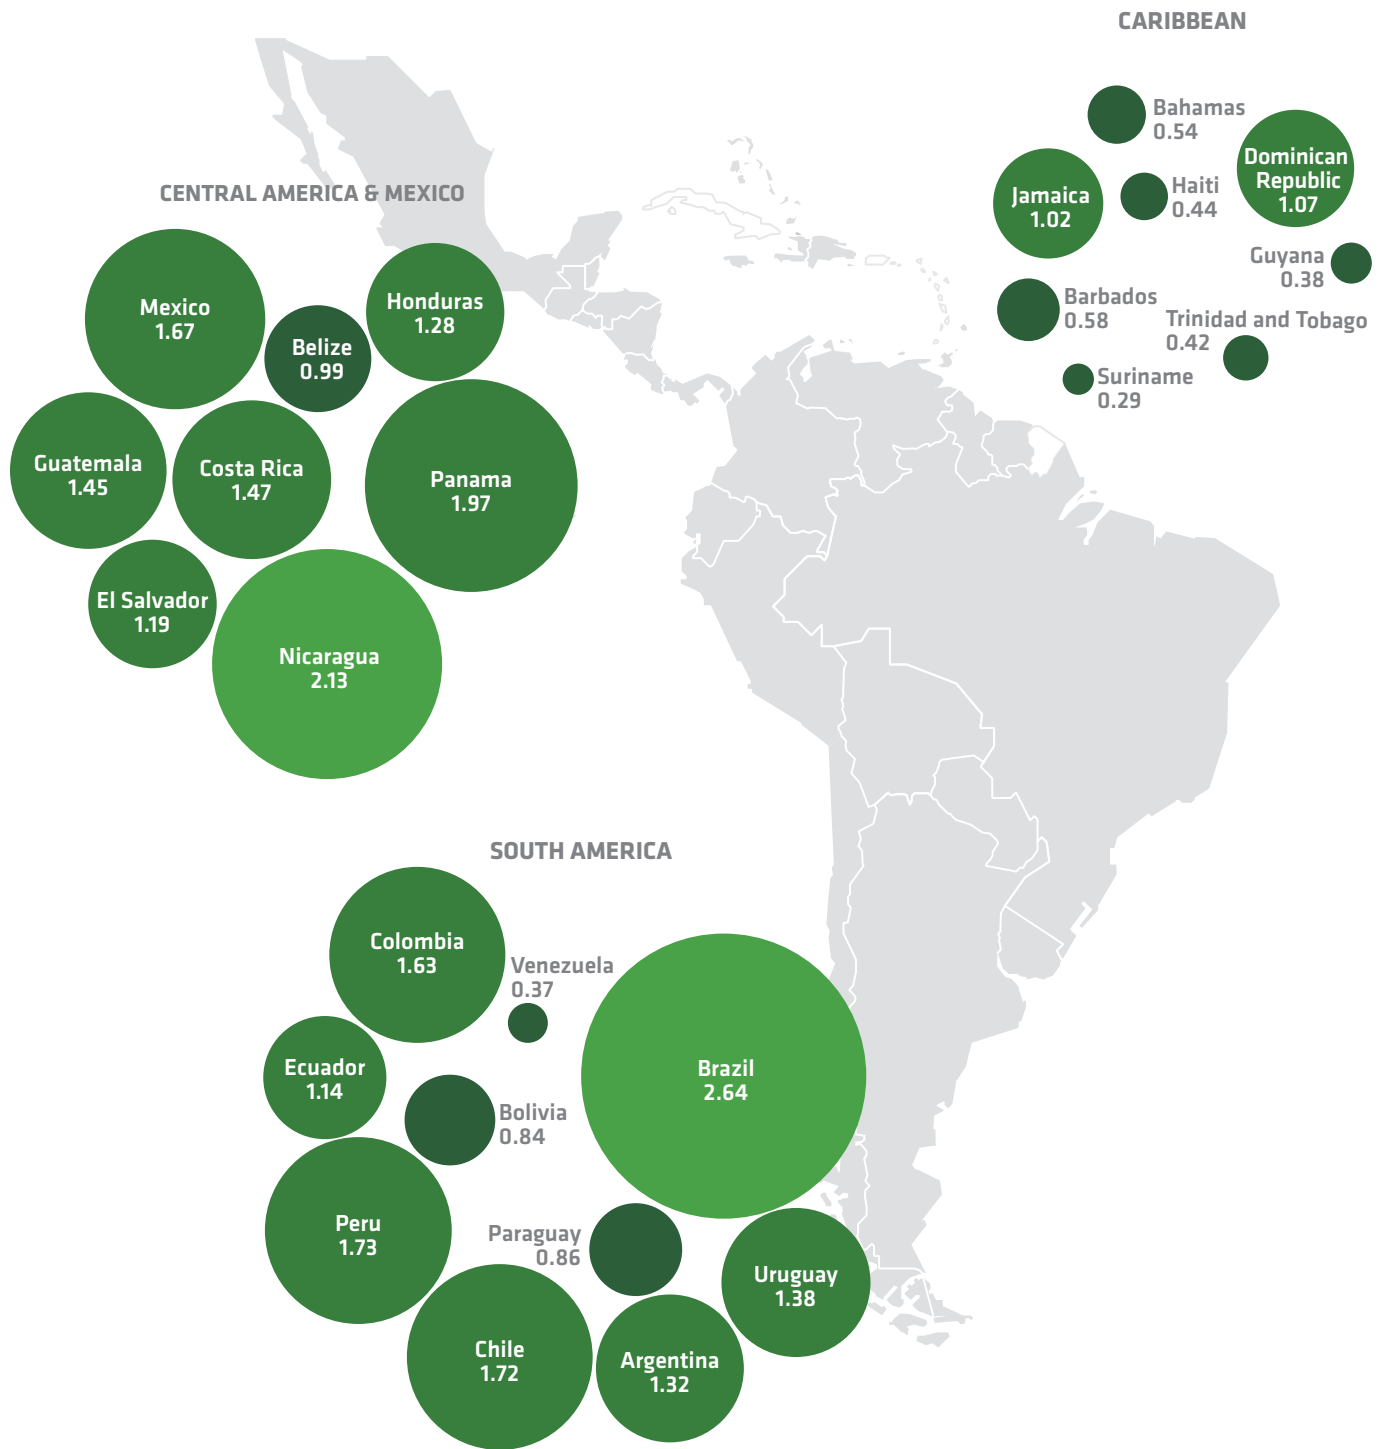 CARIBBEAN
Bahamas
0.54
Dominican
Republic
1.07
Jamaica
1.02
Haiti
0.44
Guyana
0.38
Barbados
0.58
Trinidad and Tobago
0.42
Suriname
0.29
CENTRAL AMERICA & MEXICO
Mexico
1.67
Honduras
1.28
Belize
0.99
Guatemala
1.45
Costa Rica
1.47
Panama
1.97
El Salvador
1.19
Nicaragua
2.13
SOUTH AMERICA
Colombia
1.63
Venezuela
0.37
Brazil
2.64
Ecuador
1.14
Bolivia
0.84
Peru
1.73
Paraguay
0.86
Uruguay
1.38
Chile
1.72
Argentina
1.32